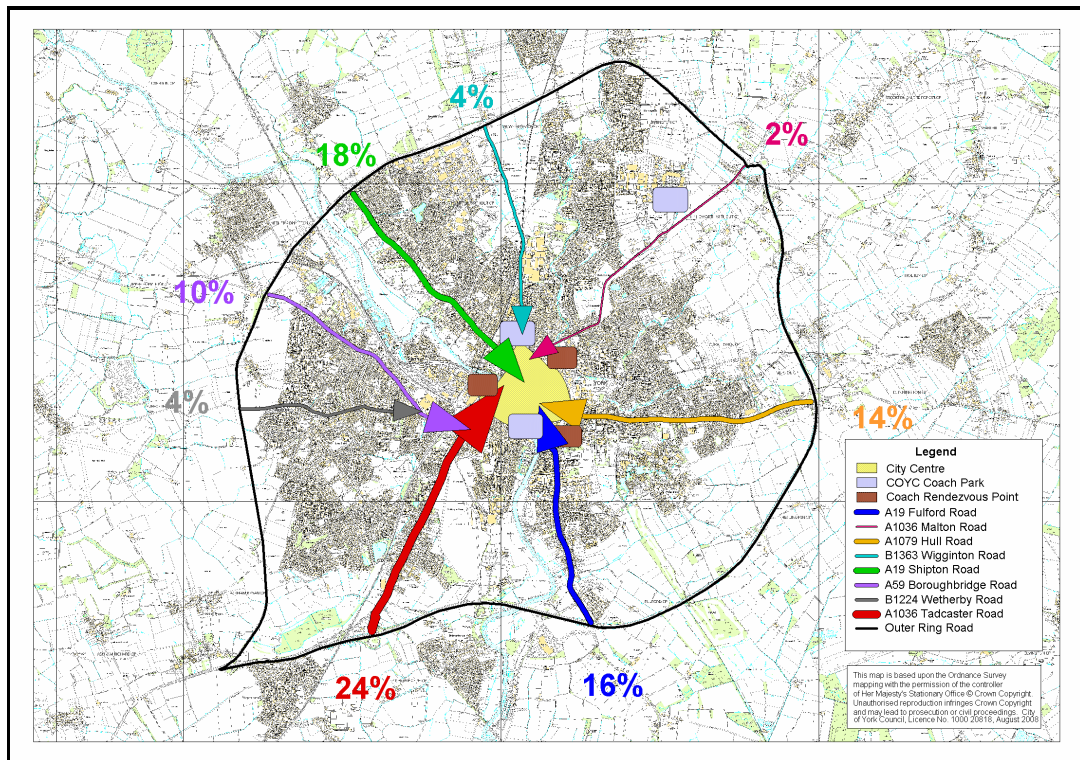 4%
2%
18%
10%
4%
14%
24%
16%
Legend
City Centre
COYC Coach Park
Coach Rendezvous Point
A19 Fulford Road
A1036 Malton Road
A1079 Hull Road
B1363 Wigginton Road
A19 Shipton Road
A59 Boroughbridge Road
B1224 Wetherby Road
A1036 Tadcaster Road
Outer Ring Road
This map is based upon the Ordnance Survey
mapping with the permission of the controller
of Her Majesty's Stationary Office © Crown Copyright.
Unauthorised reproduction infringes Crown Copyright
and may lead to prosecution or civil proceedings. City
of York Council, Licence No. 1000 20818, August 2008